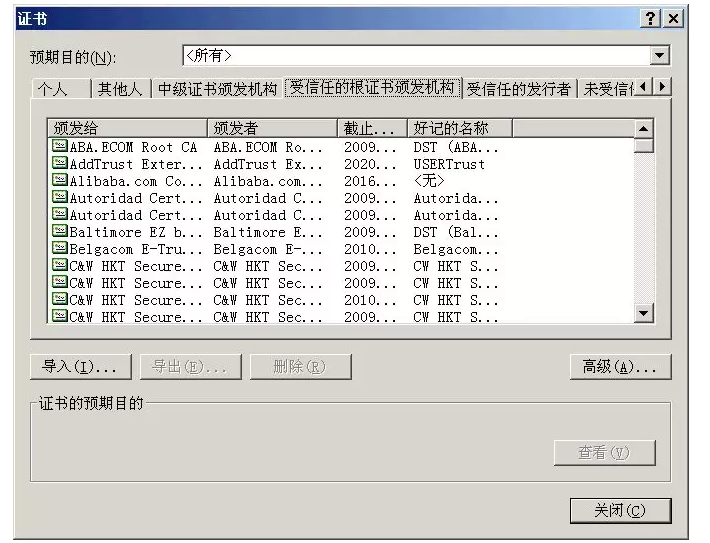 证书
预期目的(N):
<所有>
个人 其他人 中级证书颁发机构 受信任的根证书颁发机构 受信任的发行者 未受信任
颁发给 颁发者 截止... 好记的名称
ABA.ECOM Root CA ABA.ECOM Ro... 2009... DST (ABA...
AddTrust Exter... AddTrust Ex... 2020... USERTrust
Alibaba.com Co... Alibaba.com... 2016... <无>
Autoridad Cert... Autoridad C... 2009... Autorida...
Autoridad Cert... Autoridad C... 2009... Autorida...
Baltimore EZ b... Baltimore E... 2009... DST (Bal...
Belgacom E-Tru... Belgacom E-... 2010... Belgacom...
C&W HKT Secure... C&W HKT Sec... 2009... CW HKT S...
C&W HKT Secure... C&W HKT Sec... 2009... CW HKT S...
C&W HKT Secure... C&W HKT Sec... 2010... CW HKT S...
C&W HKT Secure... C&W HKT Sec... 2009... CW HKT S...
导入(I)... 导出(E)... 删除(R) 高级(A)...
证书的预期目的
查看(V)
关闭(C)